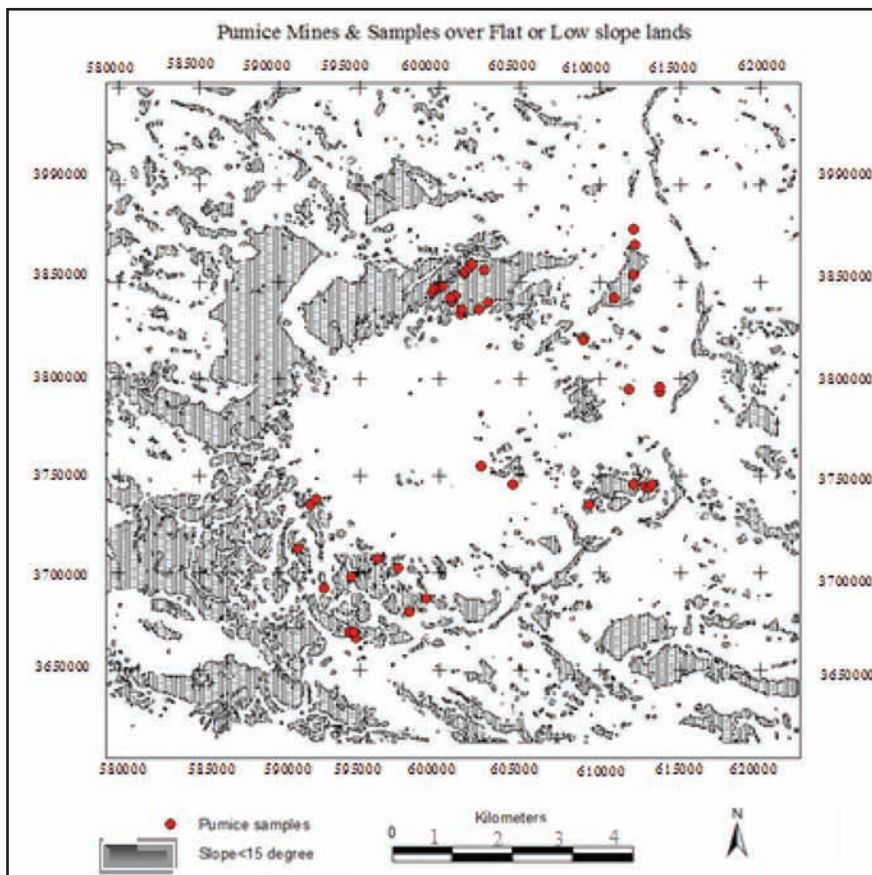 Pumice Mines & Samples over Flat or Low slope lands
580000 585000 590000 595000 600000 605000 610000 615000 620000
3990000 3990000
3850000 3850000
3800000 3800000
3750000 3750000
3700000 3700000
3650000 3650000
580000 585000 590000 595000 600000 605000 610000 615000 620000
Pumice samples
Slope<15 degree
Kilometers
0 1 2 3 4
N